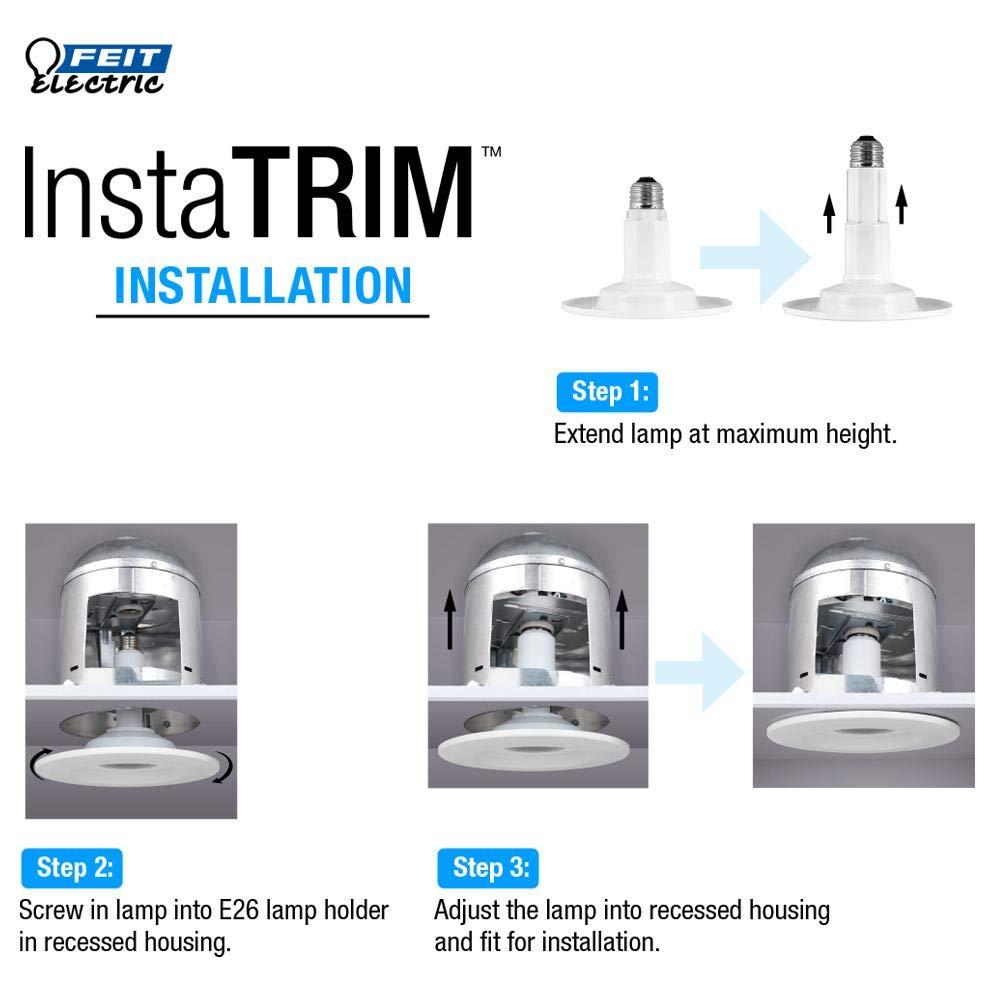 FEIT
Electric
InstaTRIM™
INSTALLATION
Step 1:
Extend lamp at maximum height.
Step 2:
Screw in lamp into E26 lamp holder
in recessed housing.
Step 3:
Adjust the lamp into recessed housing
and fit for installation.